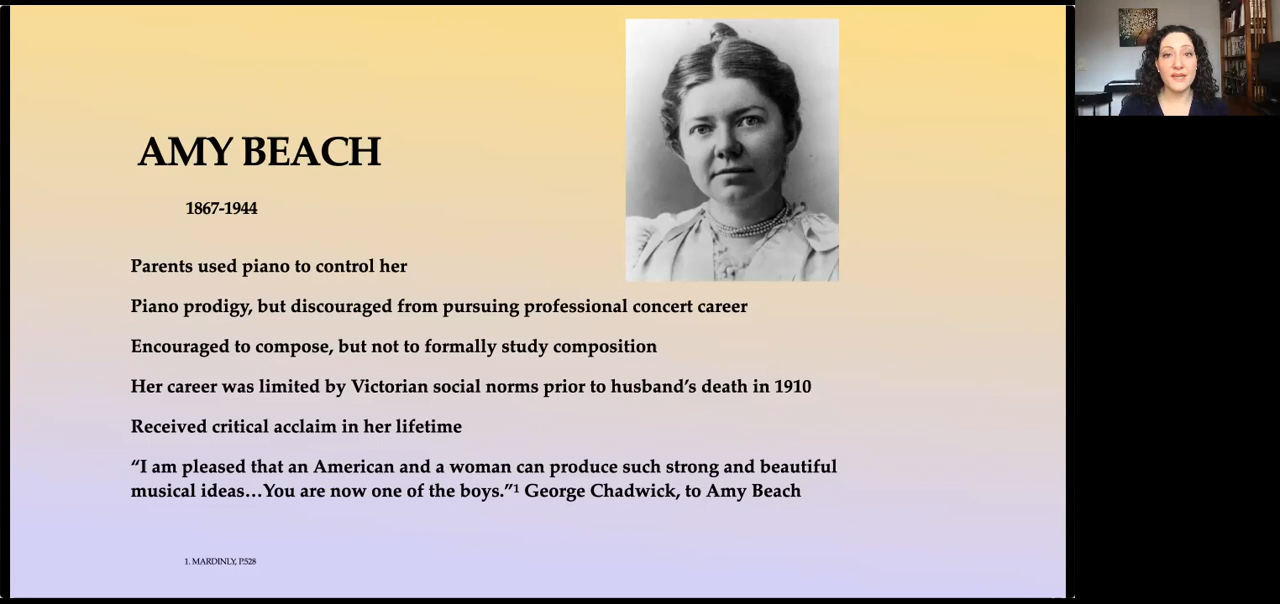 AMY BEACH
1867-1944
Parents used piano to control her
Piano prodigy, but discouraged from pursuing professional concert career
Encouraged to compose, but not to formally study composition
Her career was limited by Victorian social norms prior to husband’s death in 1910
Received critical acclaim in her lifetime
“I am pleased that an American and a woman can produce such strong and beautiful
musical ideas…You are now one of the boys.”¹ George Chadwick, to Amy Beach
1. MARDINLY, P.528